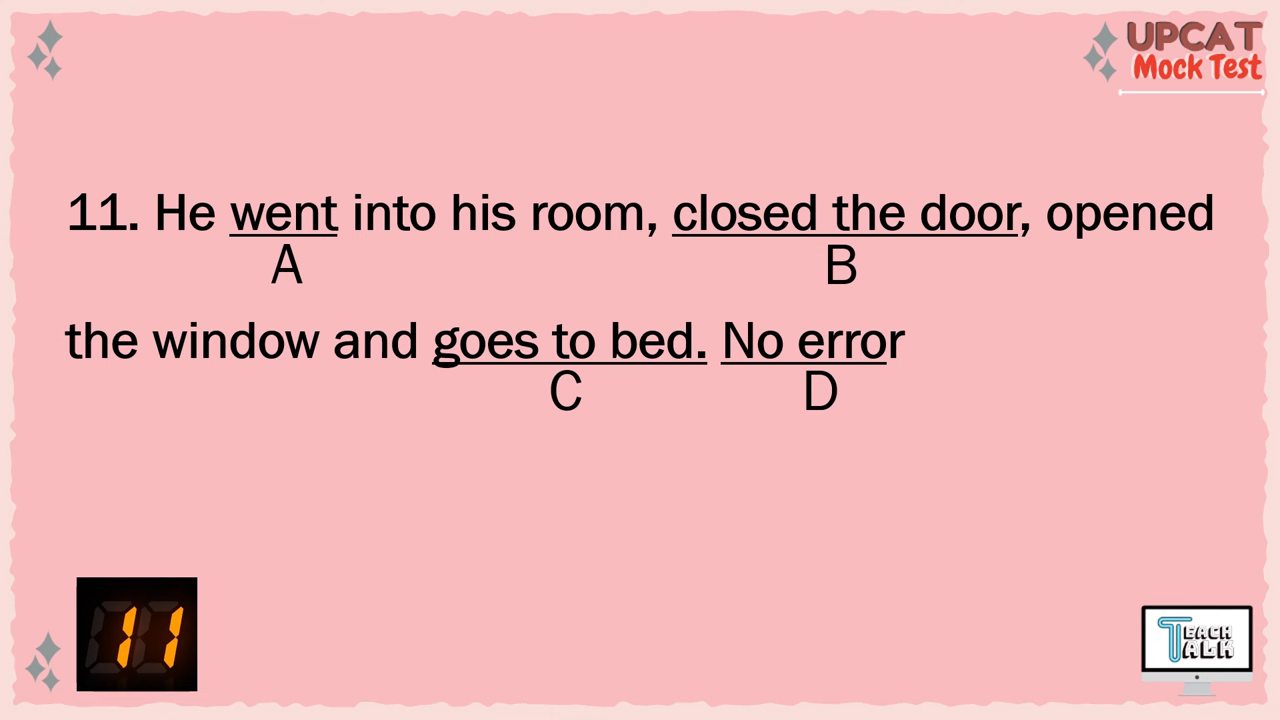 UPCAT
Mock Test
11. He went into his room, closed the door, opened
A B
the window and goes to bed. No error
C D
11
TEACH
TALK